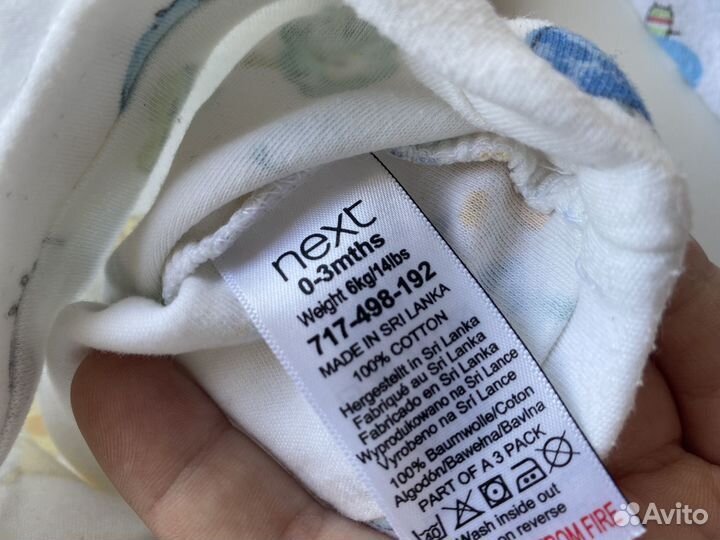 next
0-3mths
Weight 6kg/14lbs
717-498-192
MADE IN SRI LANKA
100% COTTON
Hergestellt in Sri Lanka
Fabriqué au Sri Lanka
Fabricado en Sri Lanka
Wyprodukowano na Sri Lance
Vyrobeno na Srí Lance
100% Baumwolle/Coton
Algodón/Bawełna/Bavlna
PART OF A 3 PACK
40
Wash inside out
on reverse
FROM FIRE
Avito